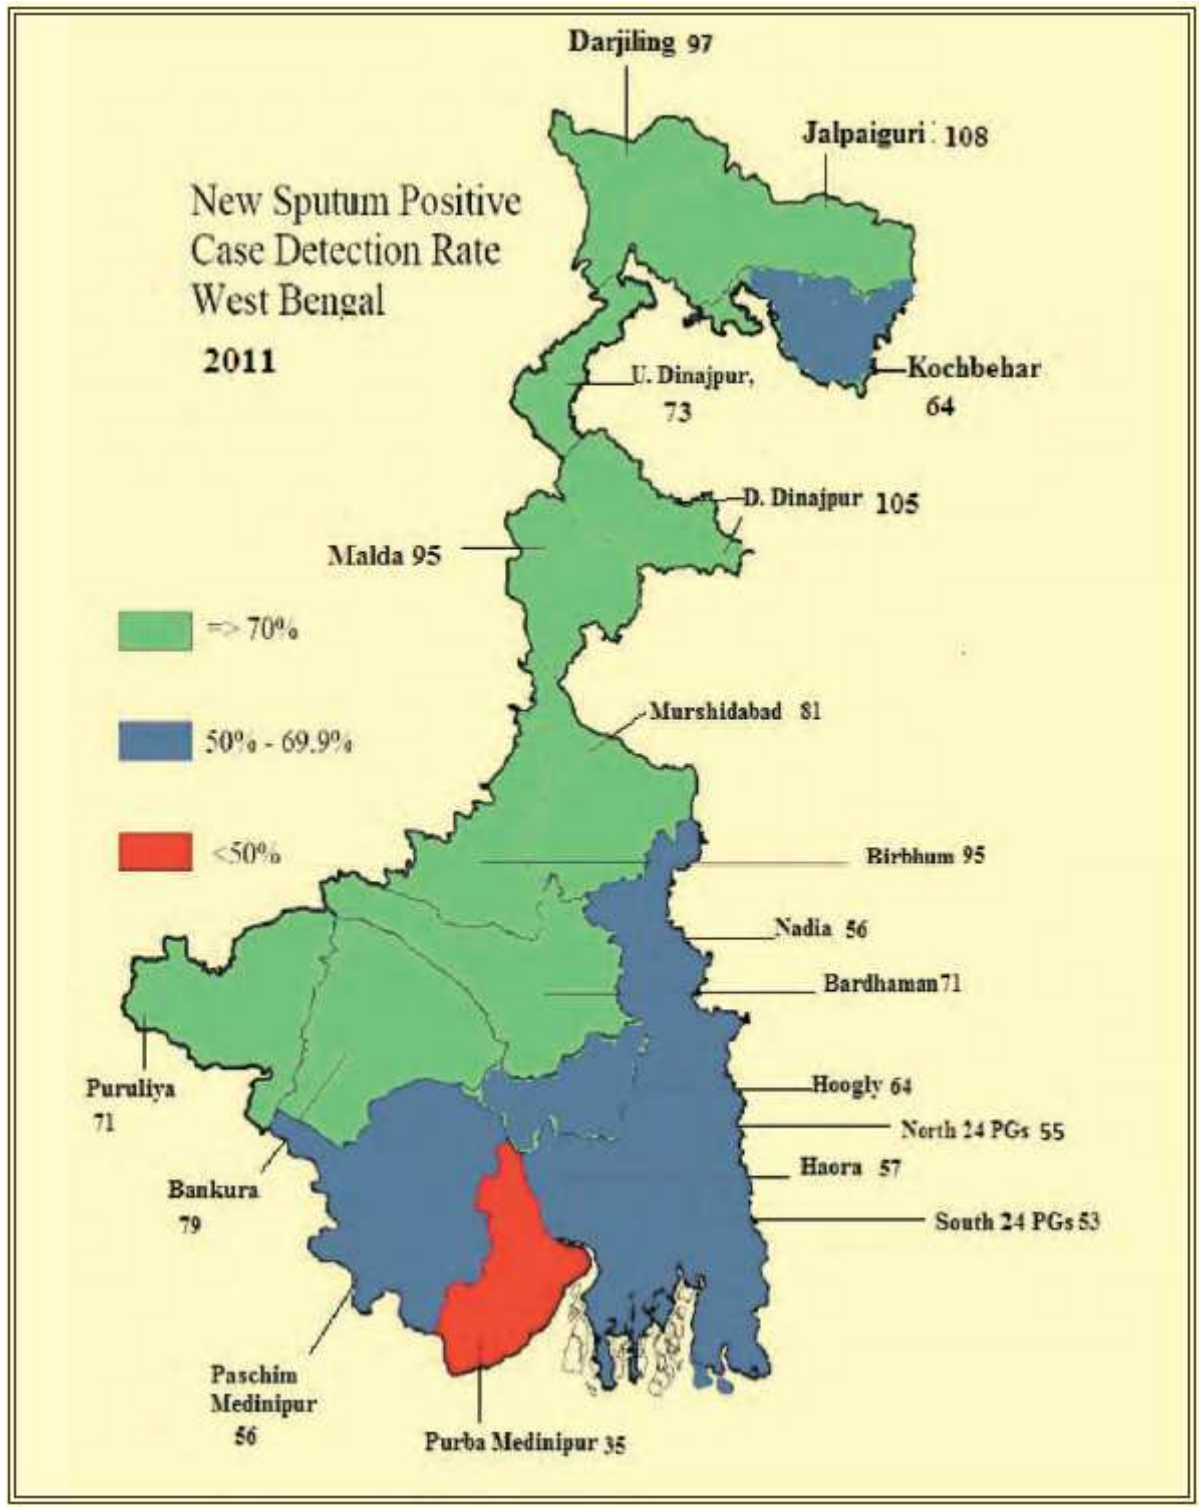 Darjiling 97
Jalpaiguri : 108
New Sputum Positive
Case Detection Rate
West Bengal
2011
U. Dinajpur,
73
Kochbehar
64
D. Dinajpur 105
Malda 95
=> 70%
50% - 69.9%
<50%
Murshidabad 81
Birbhum 95
Nadia 56
Bardhaman 71
Puruliya
71
Hoogly 64
North 24 PGs 55
Haora 57
Bankura
79
South 24 PGs 53
Paschim
Medinipur
56
Purba Medinipur 35